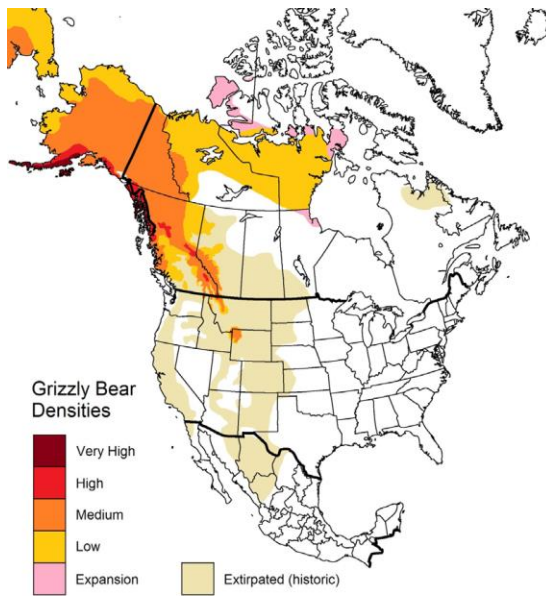 Grizzly Bear
Densities
Very High
High
Medium
Low
Expansion
Extirpated (historic)